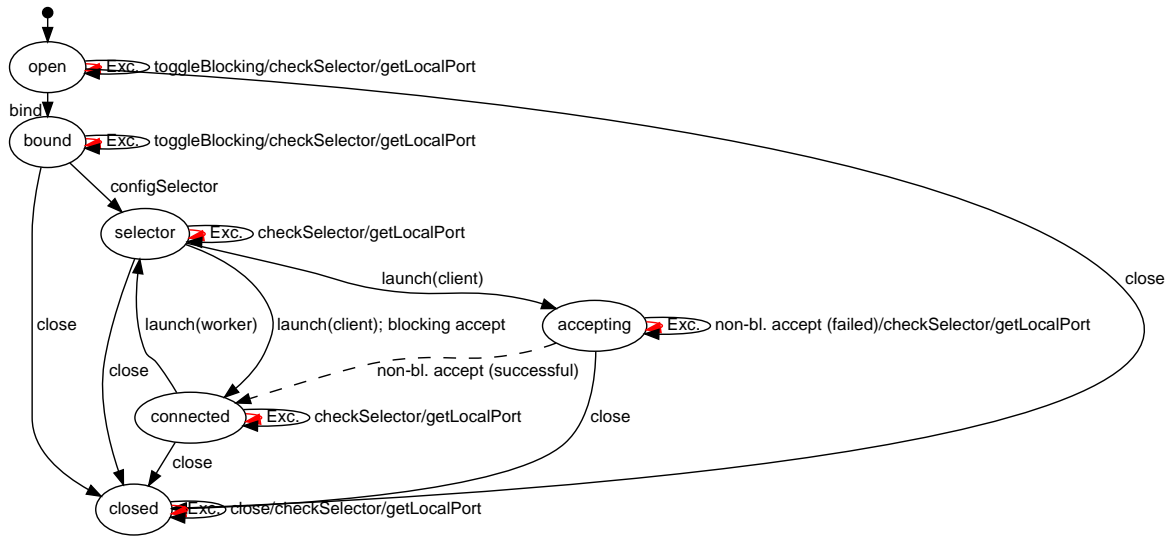 open
Exc.
toggleBlocking/checkSelector/getLocalPort
bind
bound
Exc.
toggleBlocking/checkSelector/getLocalPort
configSelector
selector
Exc.
checkSelector/getLocalPort
launch(client)
close
close
launch(worker)
launch(client); blocking accept
accepting
Exc.
non-bl. accept (failed)/checkSelector/getLocalPort
close
non-bl. accept (successful)
connected
Exc.
checkSelector/getLocalPort
close
close
closed
Exc.
close/checkSelector/getLocalPort